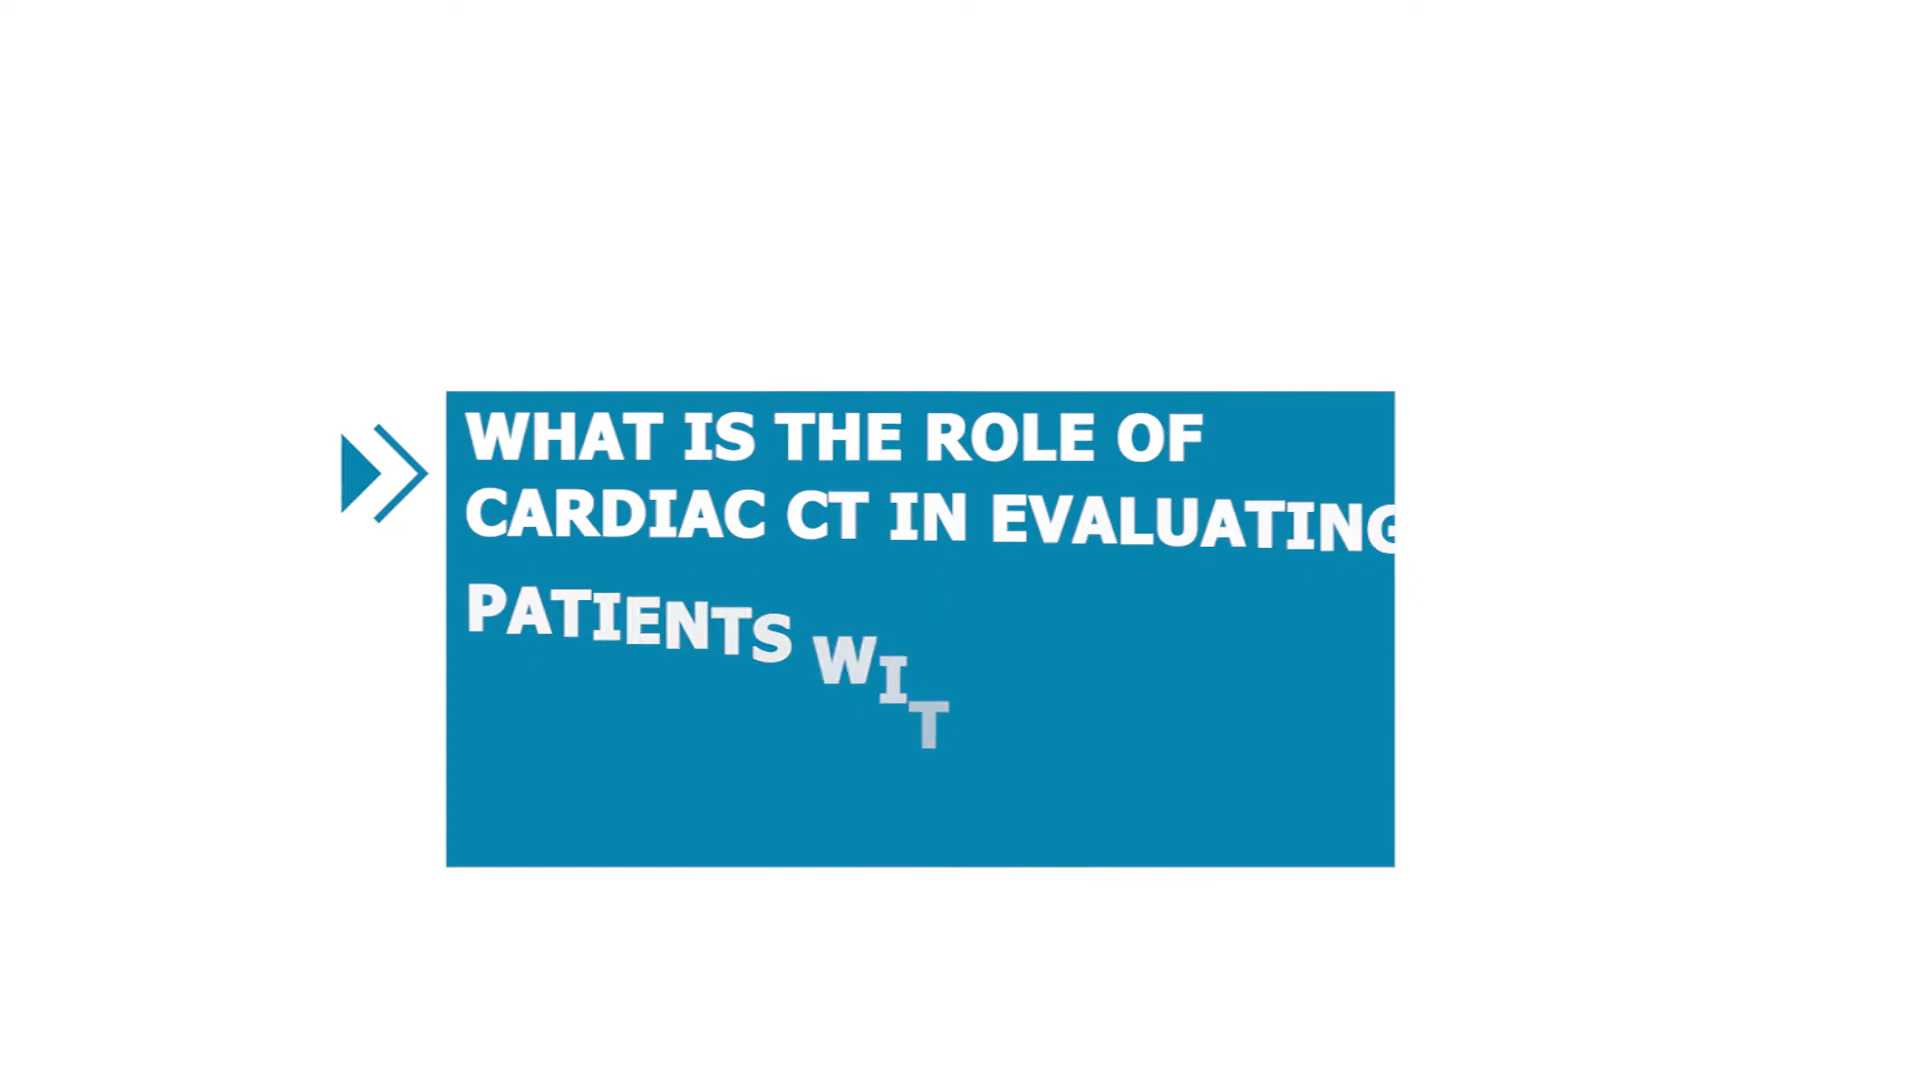 WHAT IS THE ROLE OF
CARDIAC CT IN EVALUATING
PATIENTS WIT